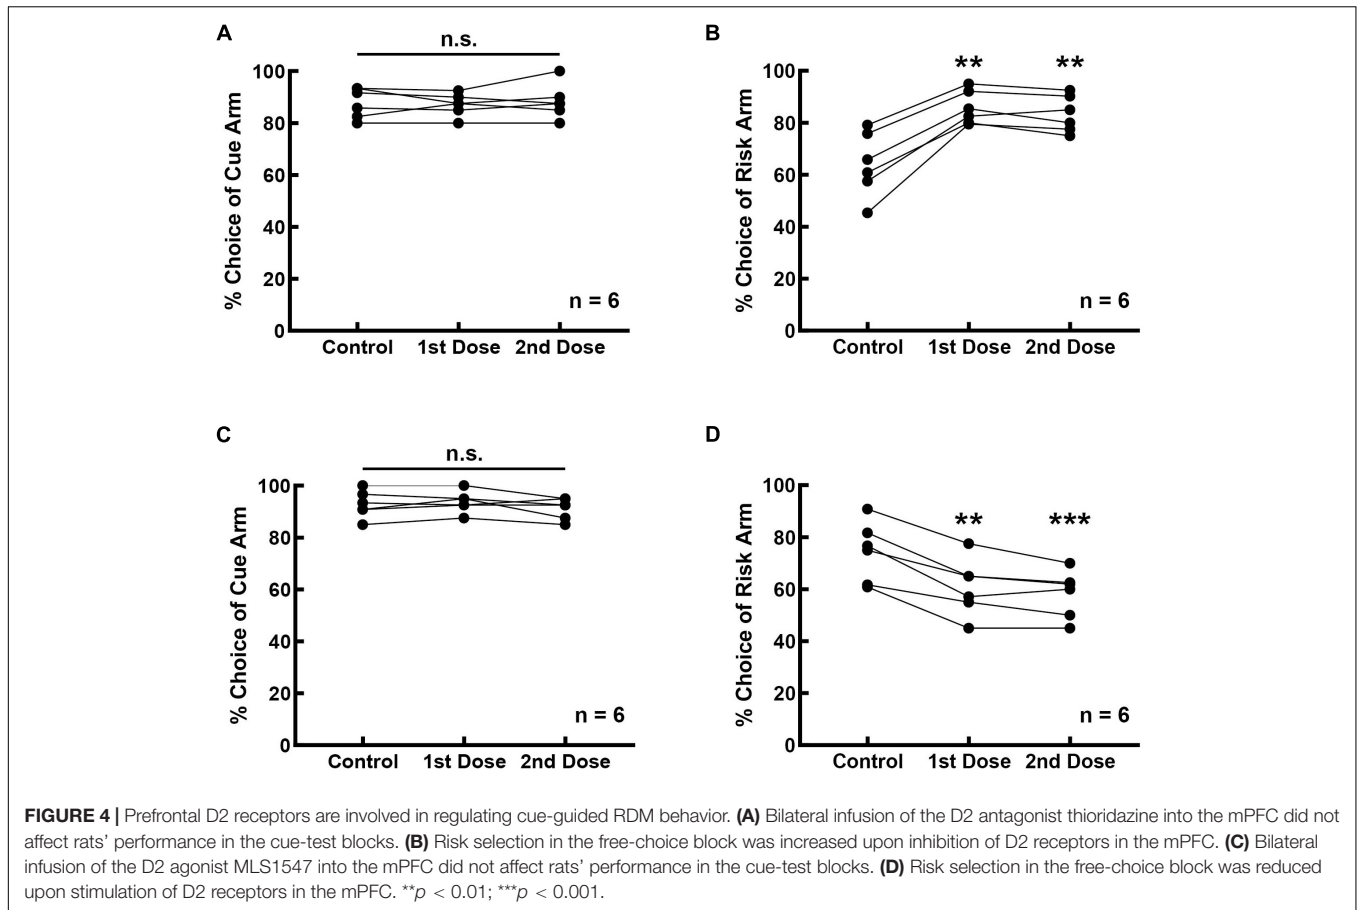 A
n.s.
% Choice of Cue Arm
100
80
60
40
20
0
n = 6
Control 1st Dose 2nd Dose
B
** **
% Choice of Risk Arm
100
80
60
40
20
0
n = 6
Control 1st Dose 2nd Dose
C
n.s.
% Choice of Cue Arm
100
80
60
40
20
0
n = 6
Control 1st Dose 2nd Dose
D
** ***
% Choice of Risk Arm
100
80
60
40
20
0
n = 6
Control 1st Dose 2nd Dose
FIGURE 4 | Prefrontal D2 receptors are involved in regulating cue-guided RDM behavior. (A) Bilateral infusion of the D2 antagonist thioridazine into the mPFC did not
affect rats’ performance in the cue-test blocks. (B) Risk selection in the free-choice block was increased upon inhibition of D2 receptors in the mPFC. (C) Bilateral
infusion of the D2 agonist MLS1547 into the mPFC did not affect rats’ performance in the cue-test blocks. (D) Risk selection in the free-choice block was reduced
upon stimulation of D2 receptors in the mPFC. **p < 0.01; ***p < 0.001.